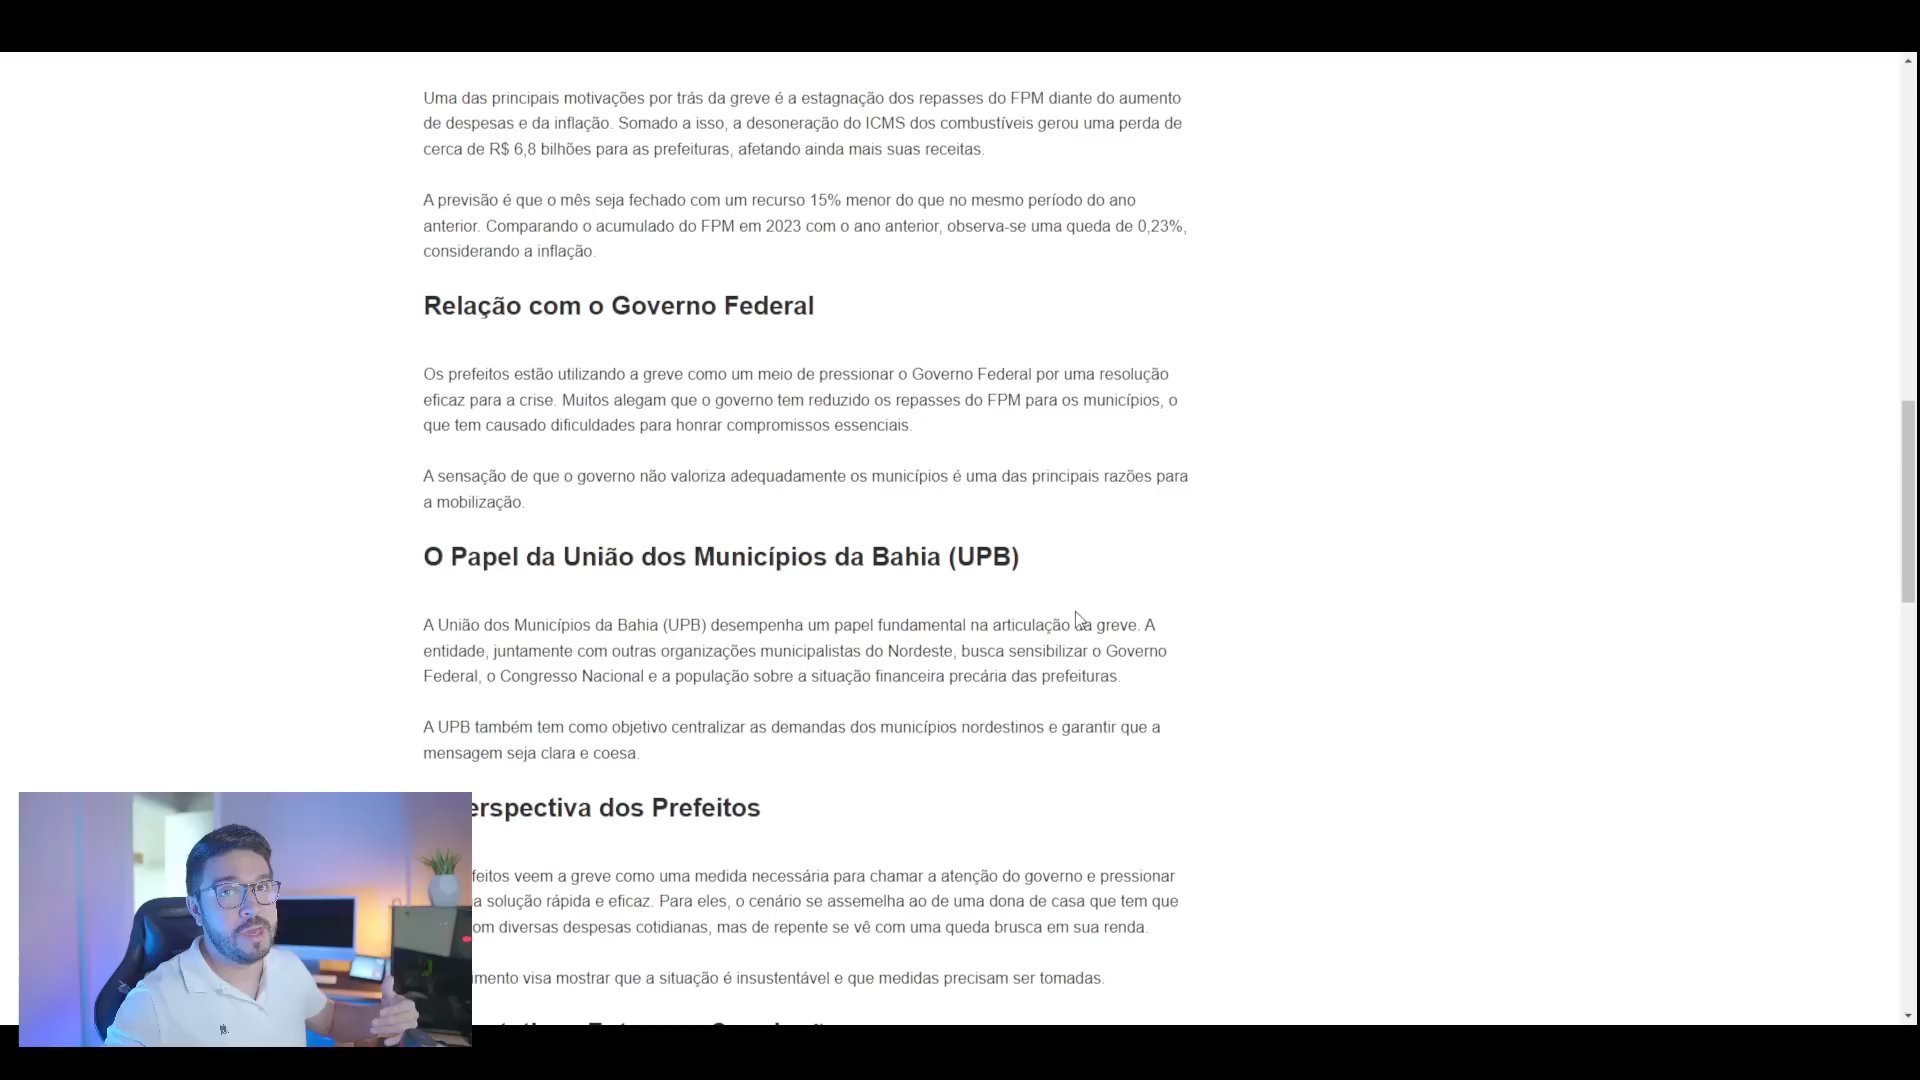 Uma das principais motivações por trás da greve é a estagnação dos repasses do FPM diante do aumento
de despesas e da inflação. Somado a isso, a desoneração do ICMS dos combustíveis gerou uma perda de
cerca de R$ 6,8 bilhões para as prefeituras, afetando ainda mais suas receitas.
A previsão é que o mês seja fechado com um recurso 15% menor do que no mesmo período do ano
anterior. Comparando o acumulado do FPM em 2023 com o ano anterior, observa-se uma queda de 0,23%,
considerando a inflação.
Relação com o Governo Federal
Os prefeitos estão utilizando a greve como um meio de pressionar o Governo Federal por uma resolução
eficaz para a crise. Muitos alegam que o governo tem reduzido os repasses do FPM para os municípios, o
que tem causado dificuldades para honrar compromissos essenciais.
A sensação de que o governo não valoriza adequadamente os municípios é uma das principais razões para
a mobilização.
O Papel da União dos Municípios da Bahia (UPB)
A União dos Municípios da Bahia (UPB) desempenha um papel fundamental na articulação da greve. A
entidade, juntamente com outras organizações municipalistas do Nordeste, busca sensibilizar o Governo
Federal, o Congresso Nacional e a população sobre a situação financeira precária das prefeituras.
A UPB também tem como objetivo centralizar as demandas dos municípios nordestinos e garantir que a
mensagem seja clara e coesa.
erspectiva dos Prefeitos
feitos veem a greve como uma medida necessária para chamar a atenção do governo e pressionar
a solução rápida e eficaz. Para eles, o cenário se assemelha ao de uma dona de casa que tem que
om diversas despesas cotidianas, mas de repente se vê com uma queda brusca em sua renda.
imento visa mostrar que a situação é insustentável e que medidas precisam ser tomadas.